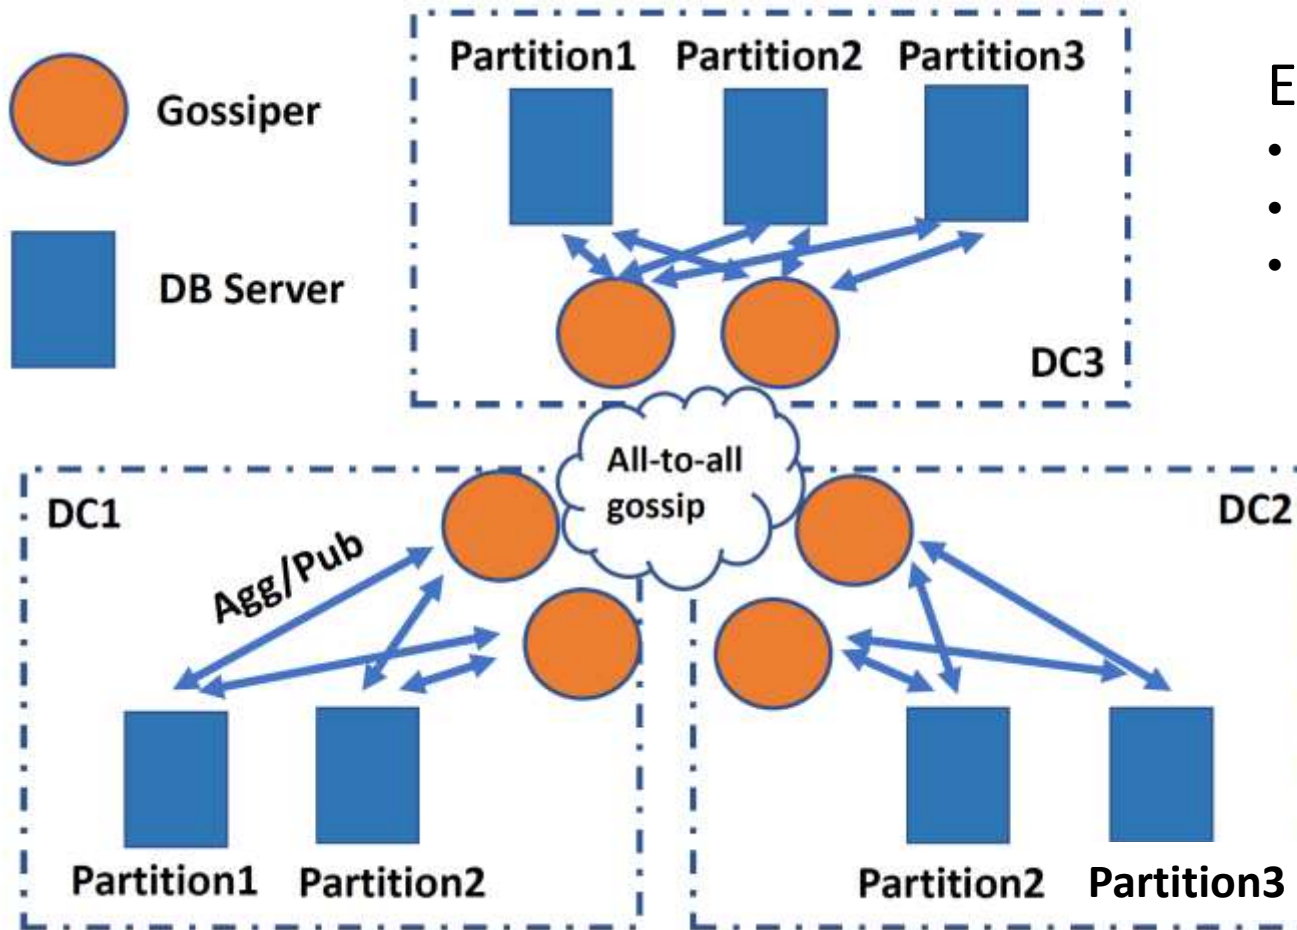 Gossiper
DB Server
Partition1 Partition2 Partition3
DC3
E
•
•
•
All-to-all
gossip
DC1
Agg/Pub
Partition1 Partition2
DC2
Partition2 Partition3